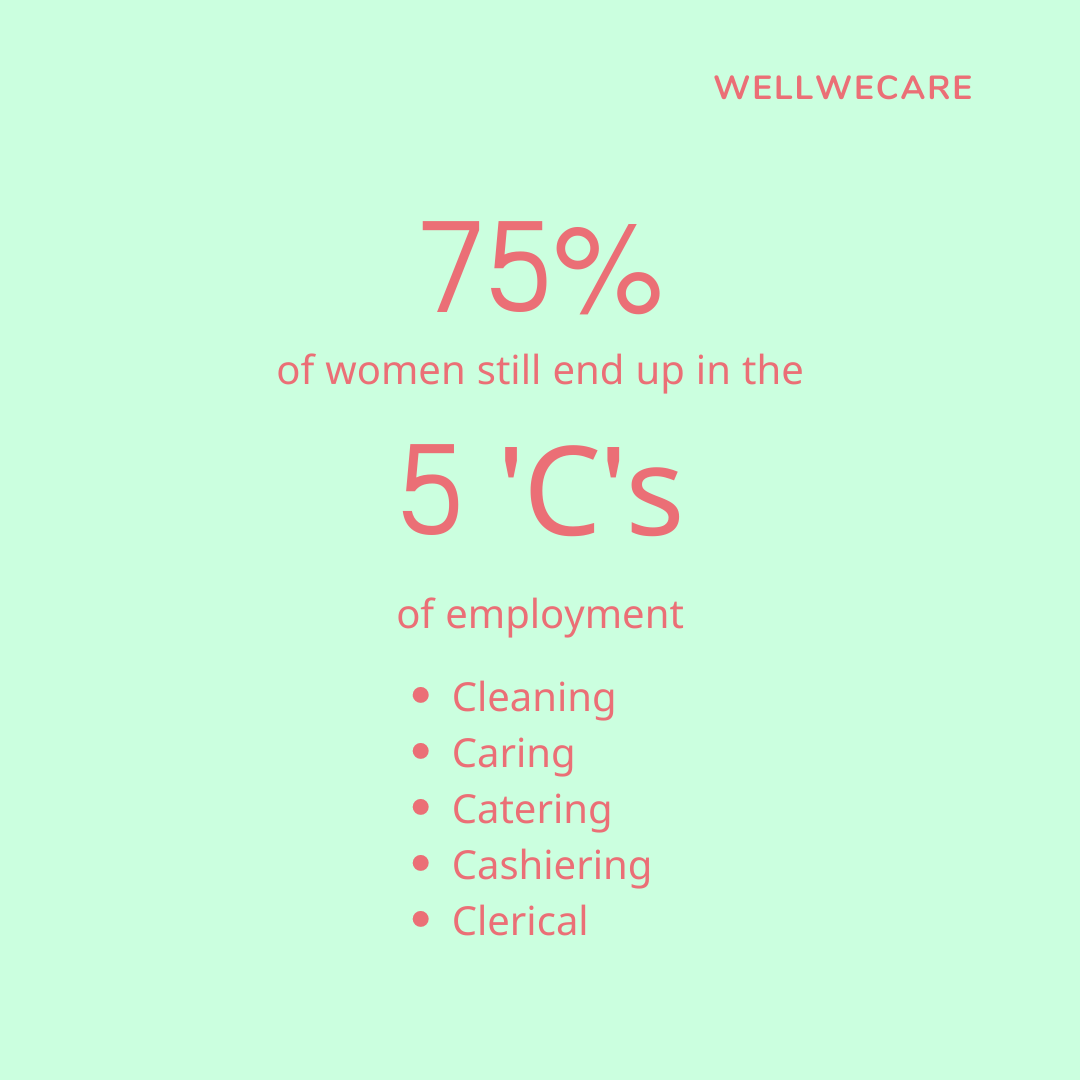 WELLWECARE
75%
of women still end up in the
5 'C's
of employment
• Cleaning
• Caring
• Catering
• Cashiering
• Clerical